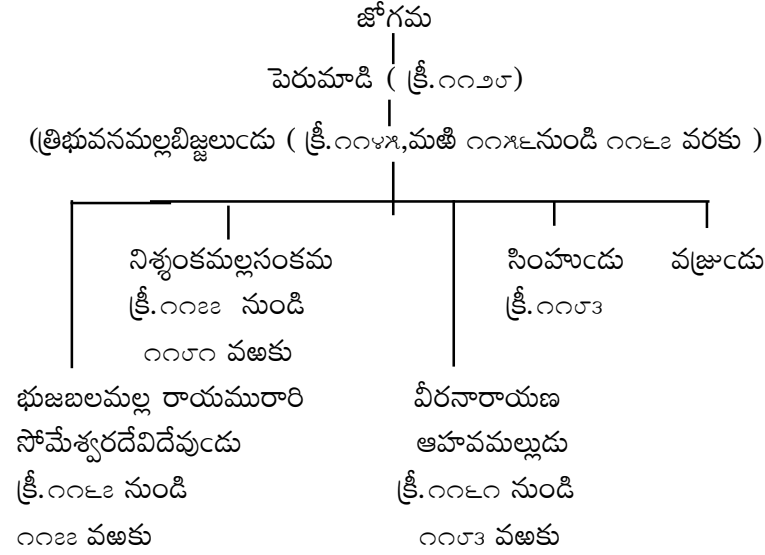 జోగమ
పెరుమాడి ( క్రీ.౧౧౨౮)
(త్రిభువనమల్లబిజ్జలుఁడు ( క్రీ.౧౧౪౫,మఱి ౧౧౫౬నుండి ౧౧౬౭ వరకు )
నిశ్శంకమల్లసంకమ
క్రీ.౧౧౭౭ నుండి
౧౧౮౧ వఱకు
సింహుఁడు
క్రీ.౧౧౮౩
వజ్రుఁడు
భుజబలమల్ల రాయమురారి
సోమేశ్వరదేవిదేవుఁడు
క్రీ.౧౧౬౭ నుండి
౧౧౭౭ వఱకు
వీరనారాయణ
ఆహవమల్లుడు
క్రీ.౧౧౬౧ నుండి
౧౧౮౩ వఱకు